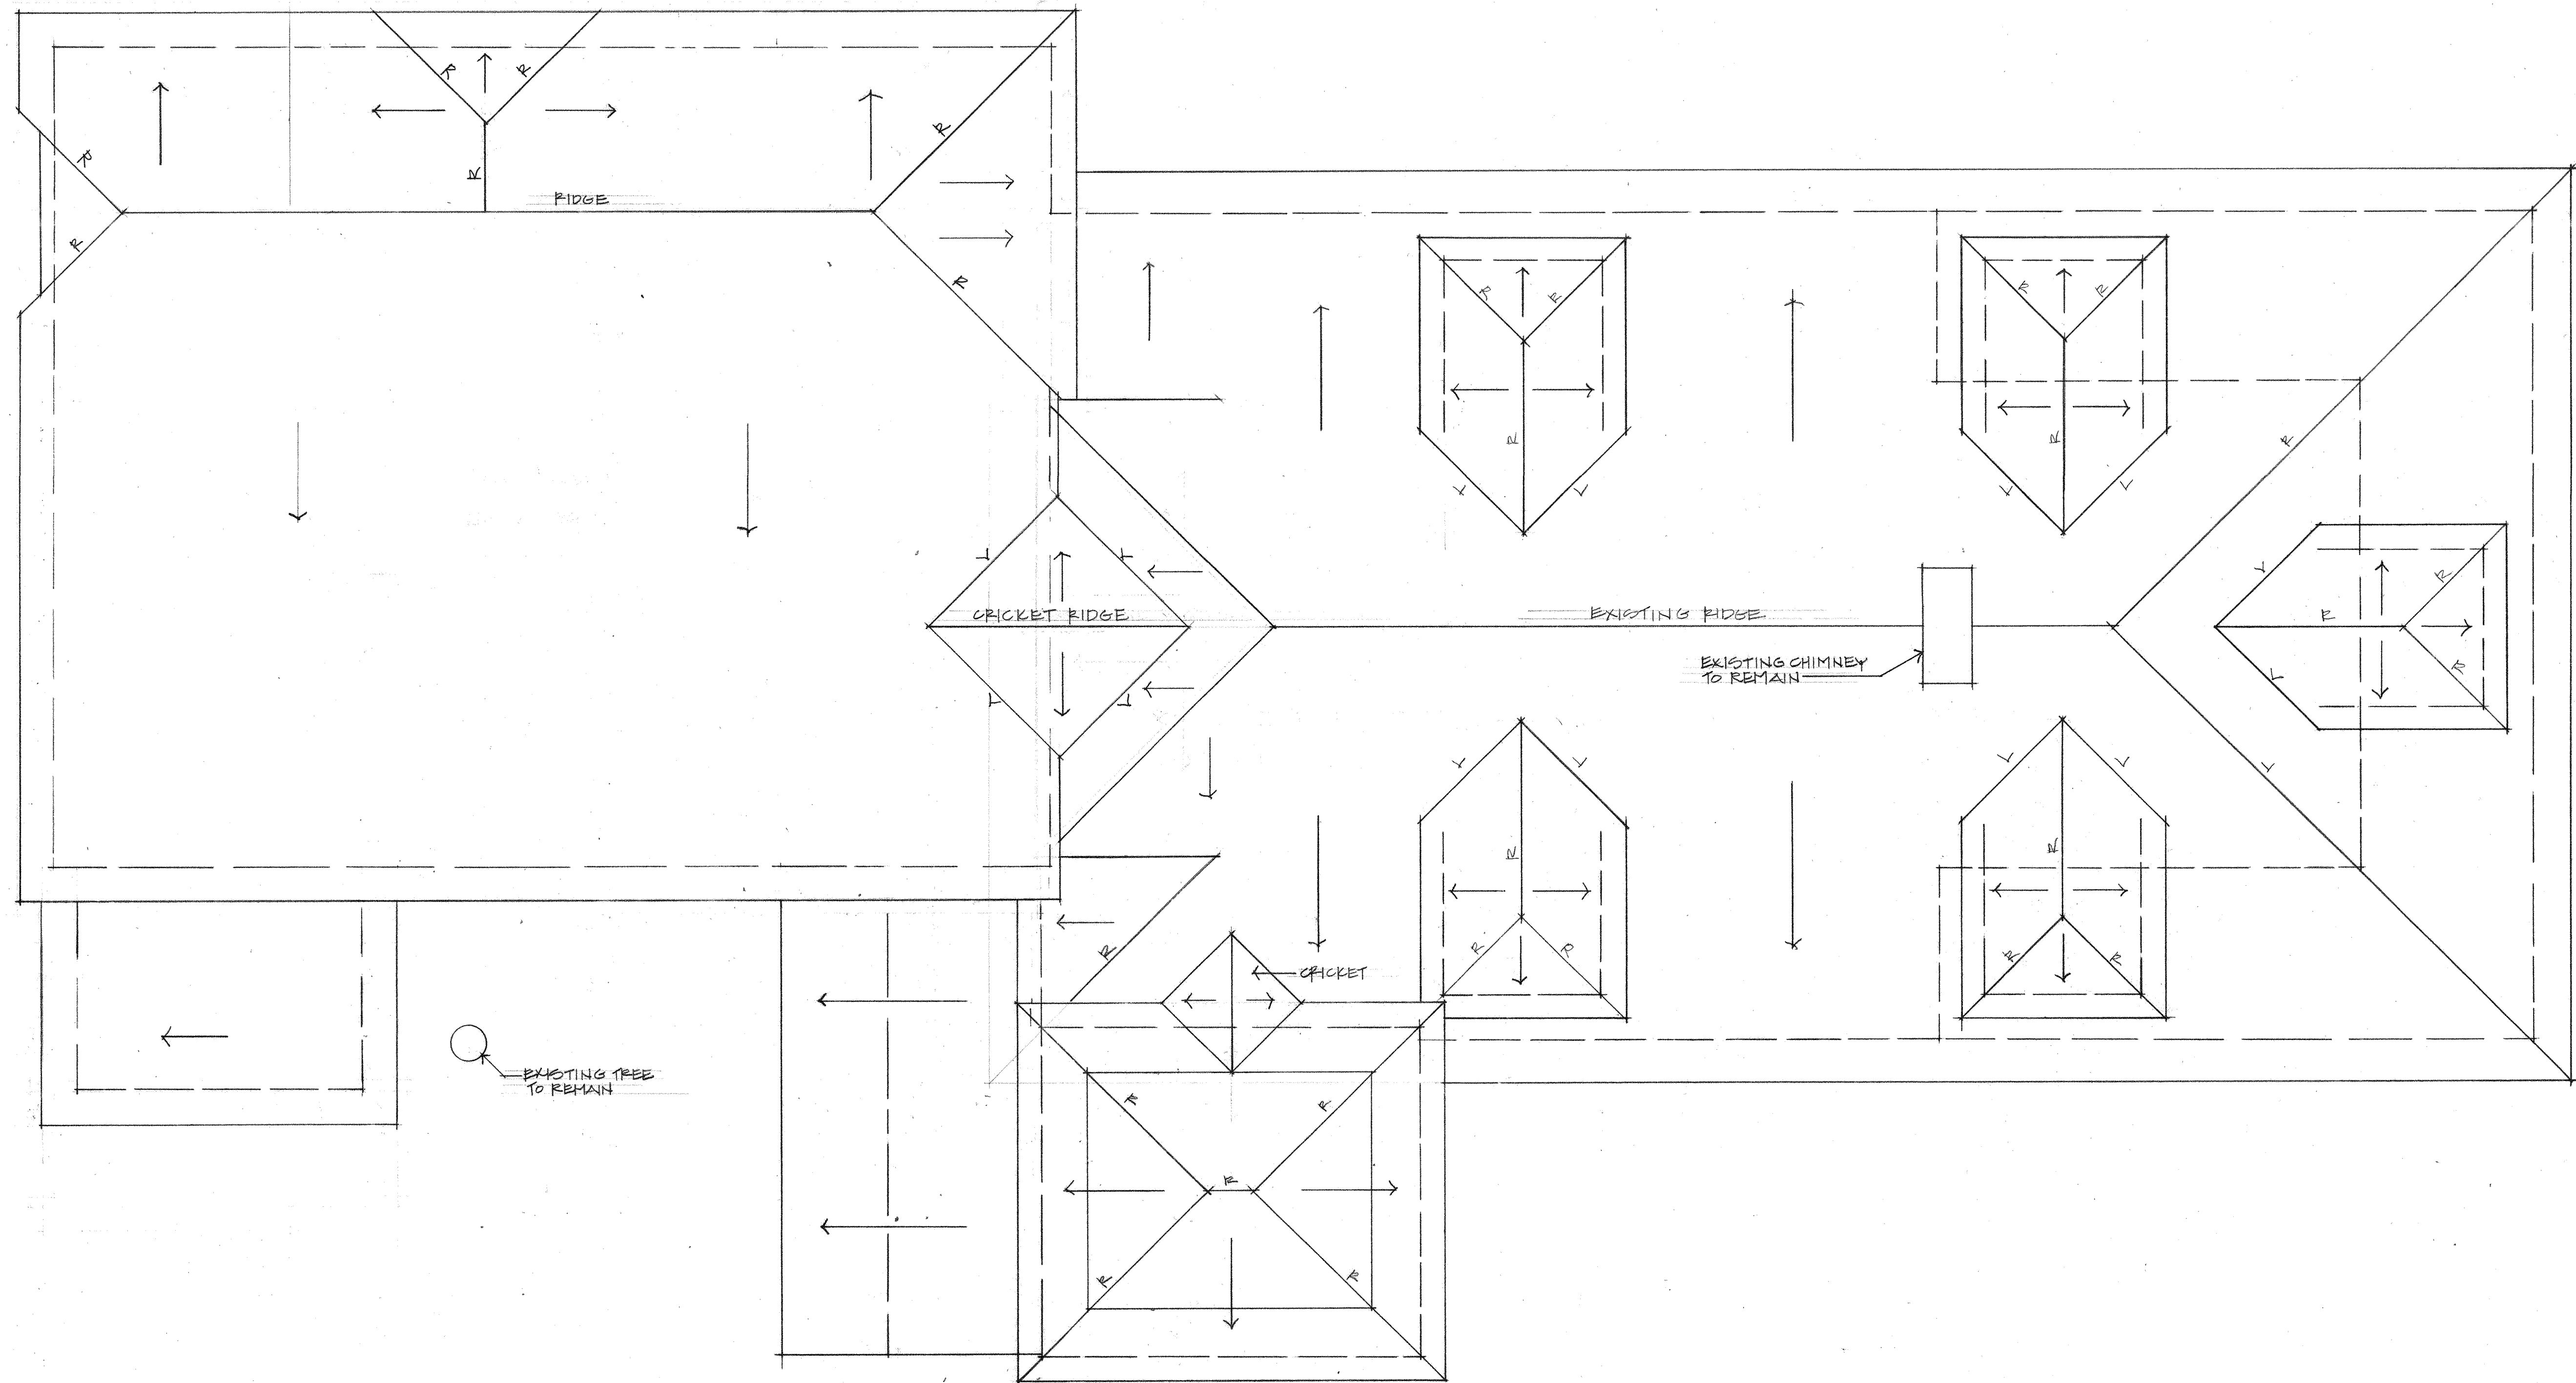 R R
R
R
R
RIDGE
R
R
R R
R R
R
R
V V
V V
R
V V
CRICKET RIDGE
EXISTING RIDGE
V
R
R
R
V
EXISTING CHIMNEY
TO REMAIN
V V
V V
V V
V
R
R
R R
R R
R
CRICKET
EXISTING TREE
TO REMAIN
R R
R
R R